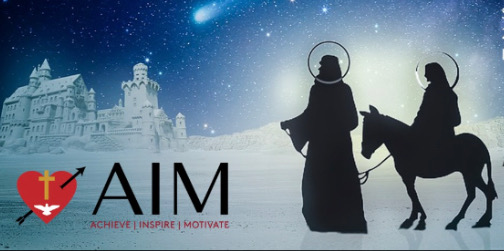 AIM
ACHIEVE | INSPIRE | MOTIVATE